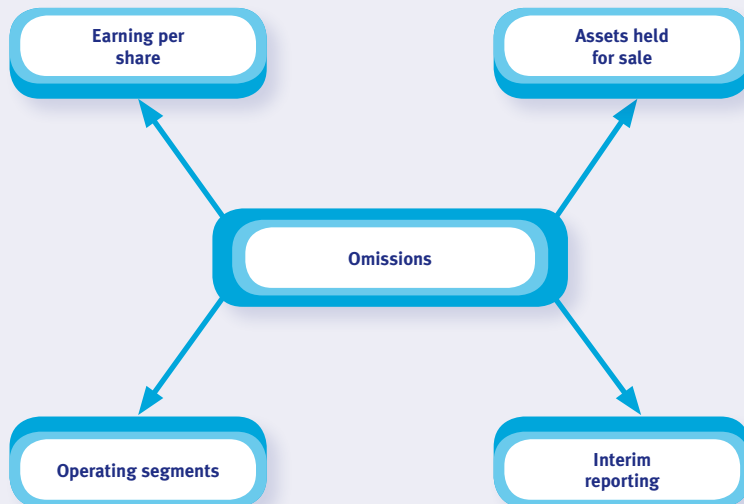 Earning per
share
Assets held
for sale
Omissions
Operating segments
Interim
reporting